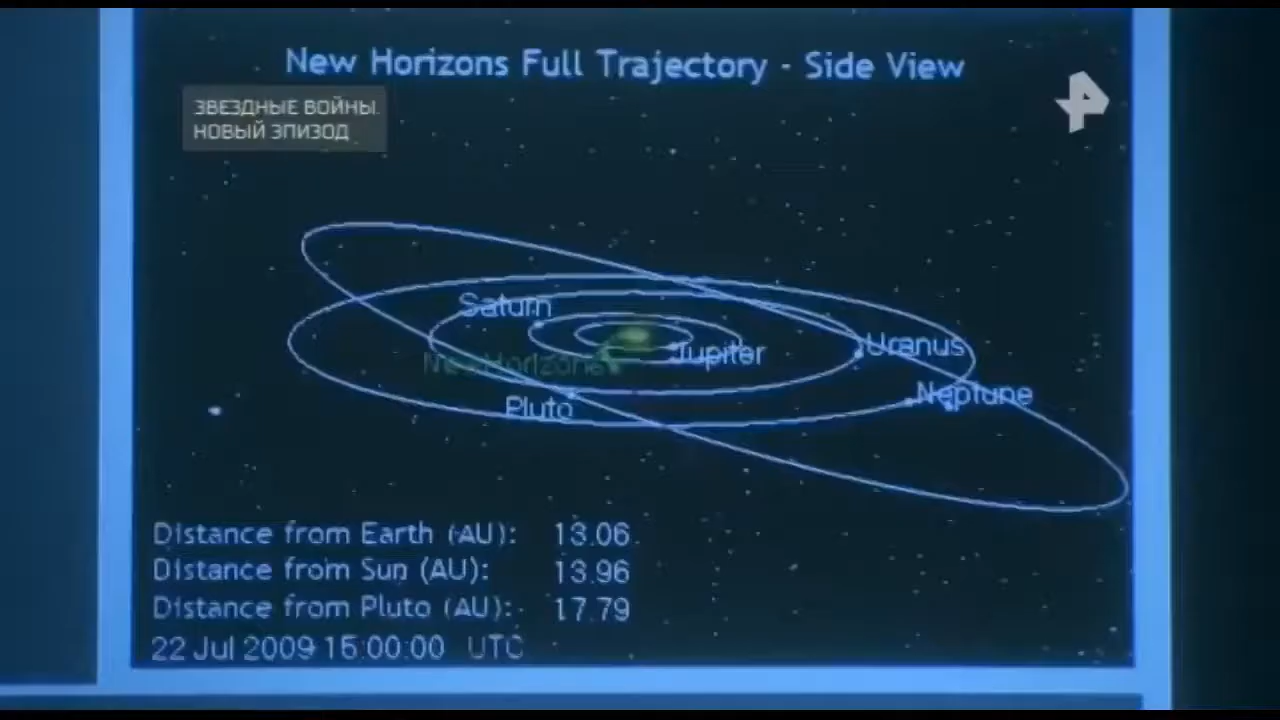 New Horizons Full Trajectory - Side View
ЗВЕЗДНЫЕ ВОЙНЫ.
НОВЫЙ ЭПИЗОД
Saturn
Uranus
Jupiter
New Horizons
Neptune
Pluto
Distance from Earth (AU): 13.06
Distance from Sun (AU): 13.96
Distance from Pluto (AU): 17.79
22 Jul 2009 15:00:00 UTC